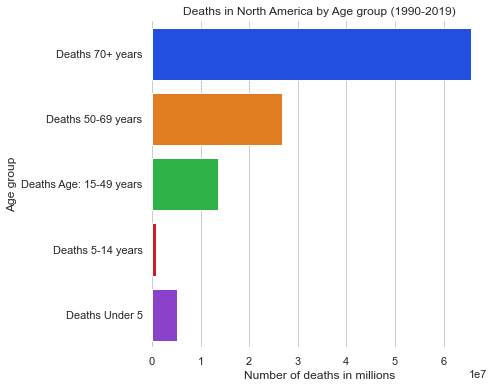 Deaths in North America by Age group (1990-2019)
Age group
Deaths 70+ years
Deaths 50-69 years
Deaths Age: 15-49 years
Deaths 5-14 years
Deaths Under 5
0 1 2 3 4 5 6
1e7
Number of deaths in millions